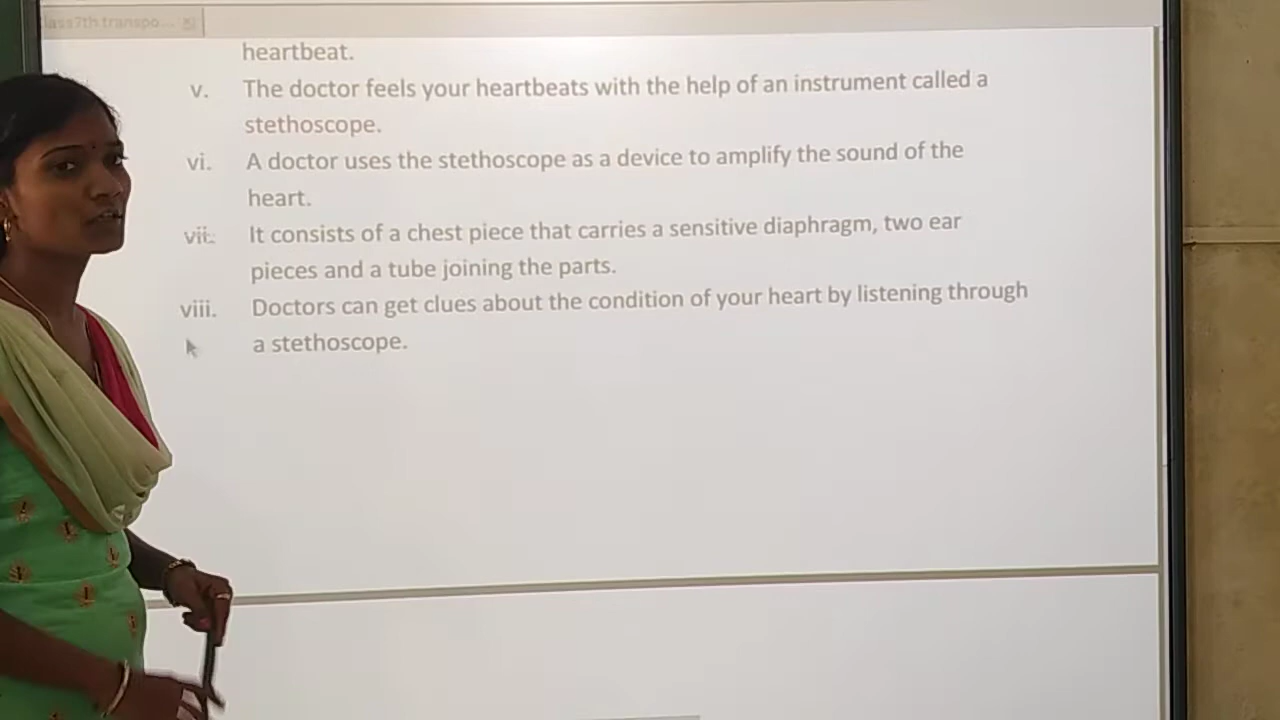 lass7th transpo...
heartbeat.
v. The doctor feels your heartbeats with the help of an instrument called a
stethoscope.
vi. A doctor uses the stethoscope as a device to amplify the sound of the
heart.
vii. It consists of a chest piece that carries a sensitive diaphragm, two ear
pieces and a tube joining the parts.
viii. Doctors can get clues about the condition of your heart by listening through
a stethoscope.